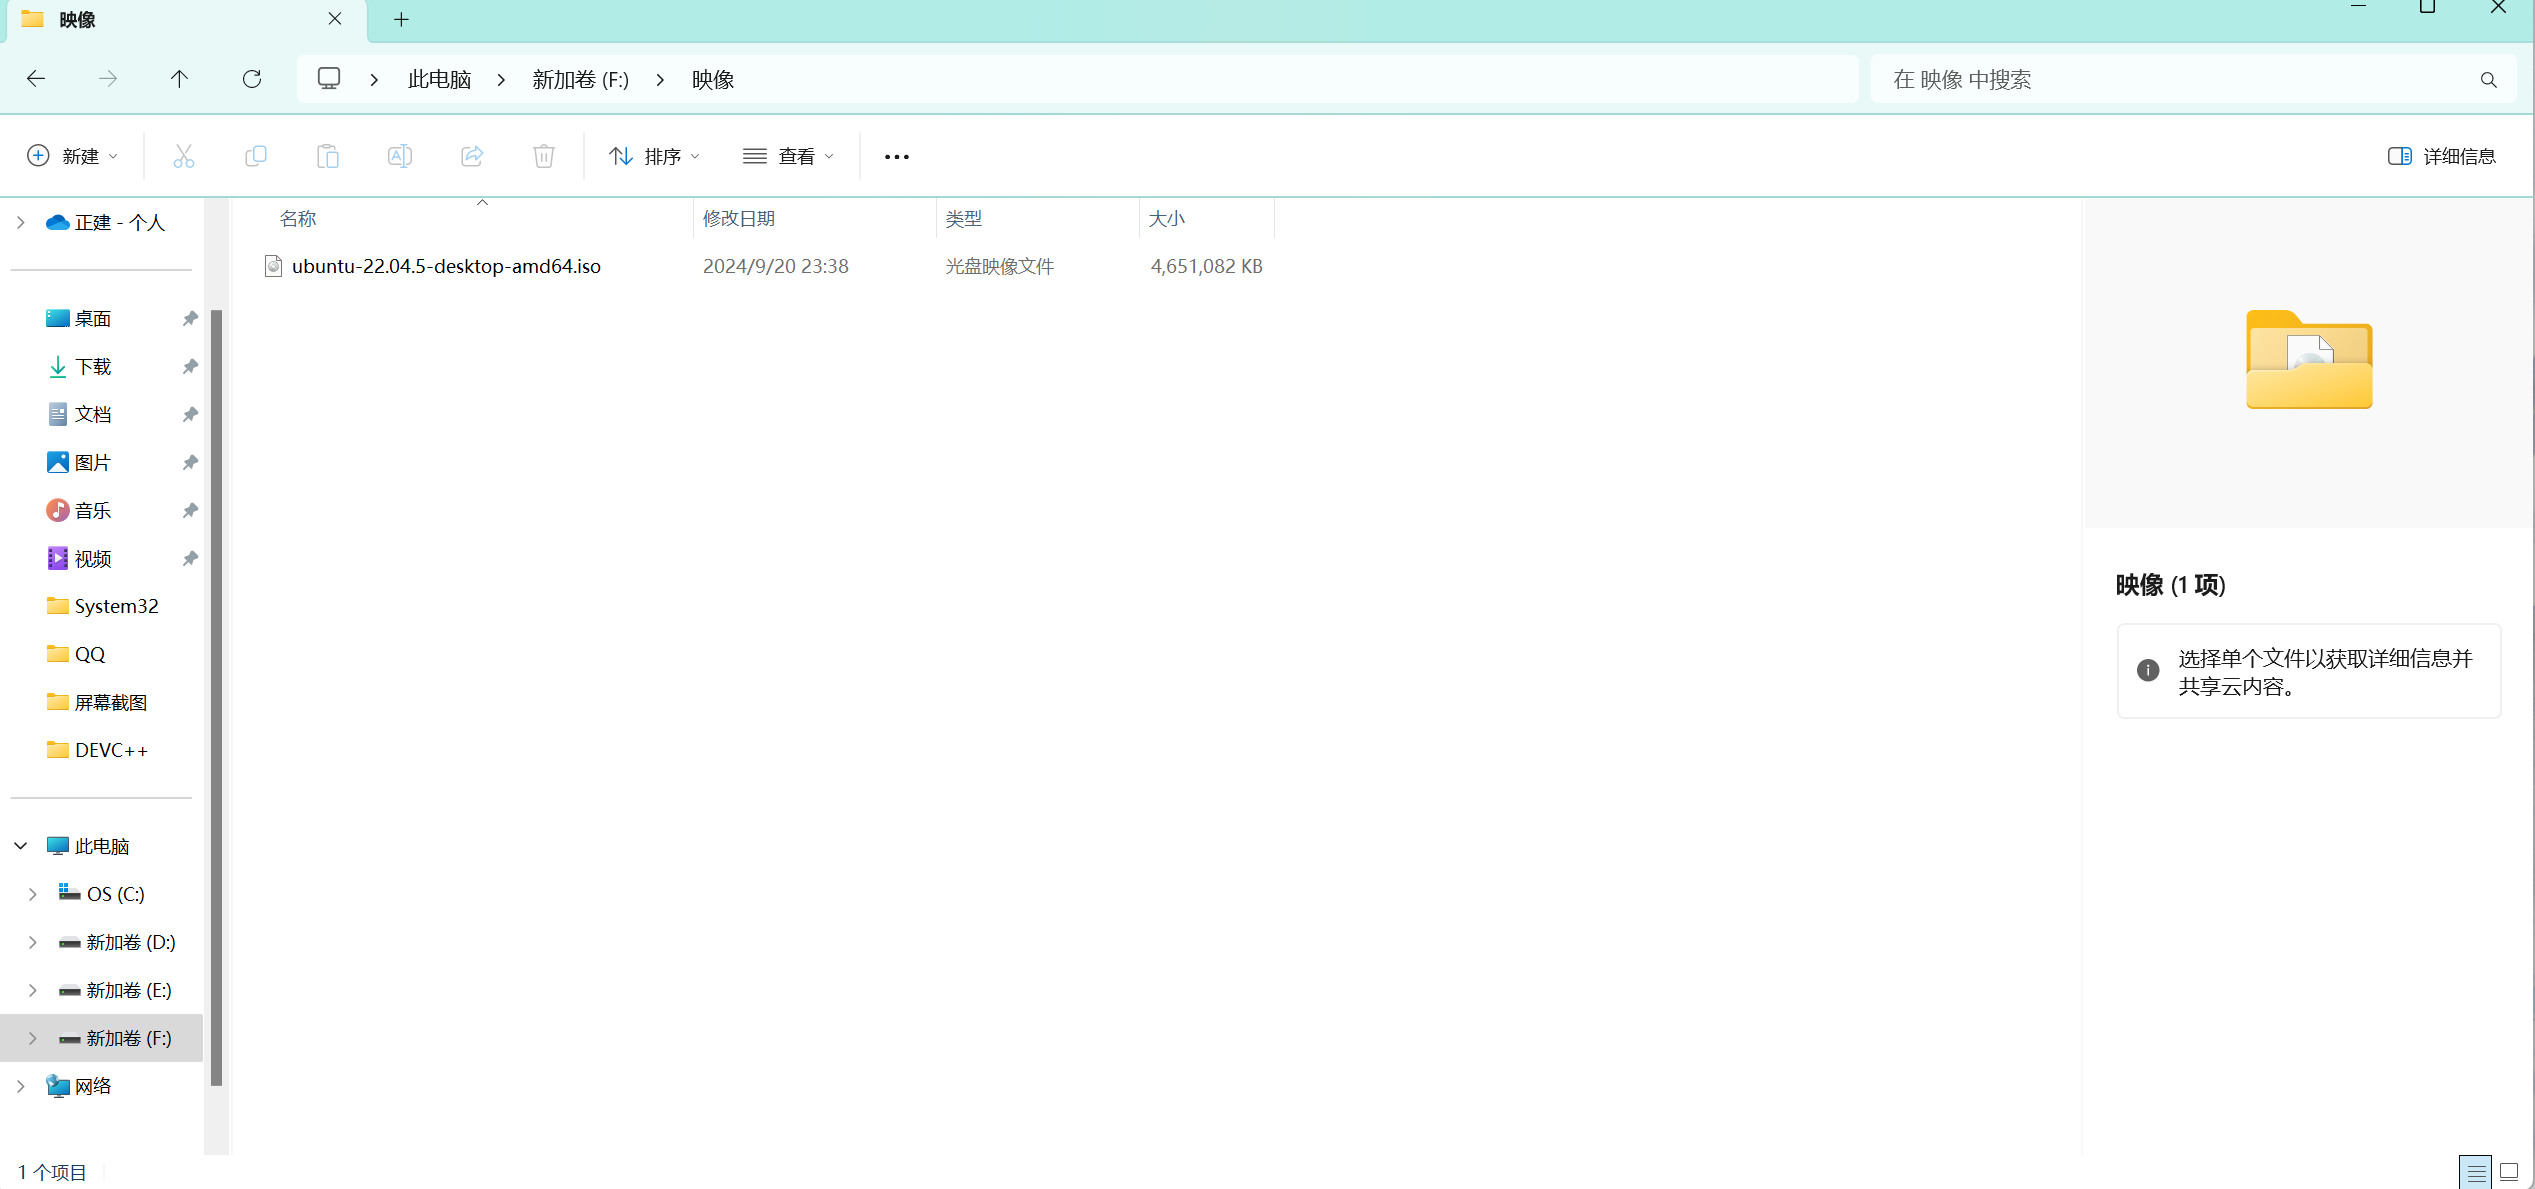 映像
此电脑 新加卷 (F:) 映像
在 映像 中搜索
新建 排序 查看 详细信息
正建 - 个人
桌面
下载
文档
图片
音乐
视频
System32
QQ
屏幕截图
DEVC++
此电脑
OS (C:)
新加卷 (D:)
新加卷 (E:)
新加卷 (F:)
网络
名称 修改日期 类型 大小
ubuntu-22.04.5-desktop-amd64.iso 2024/9/20 23:38 光盘映像文件 4,651,082 KB
映像 (1 项)
选择单个文件以获取详细信息并
共享云内容。
1 个项目